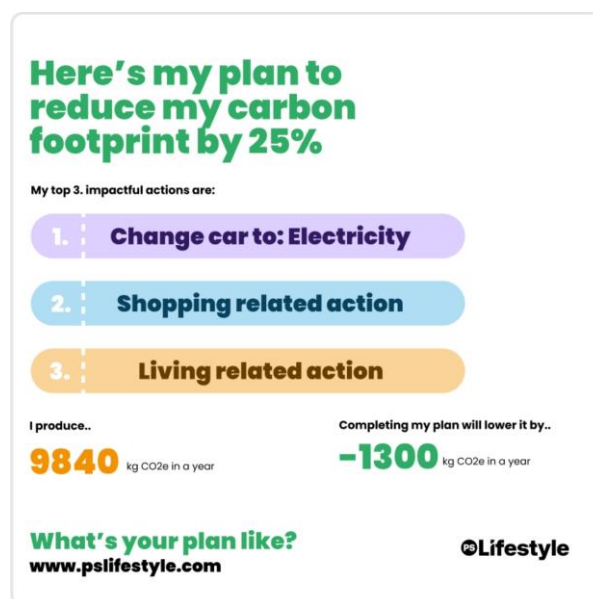 Here's my plan to
reduce my carbon
footprint by 25%
My top 3. impactful actions are:
1. Change car to: Electricity
2. Shopping related action
3. Living related action
I produce..
9840 kg CO2e in a year
Completing my plan will lower it by..
-1300 kg CO2e in a year
What's your plan like?
www.pslifestyle.com
PS Lifestyle